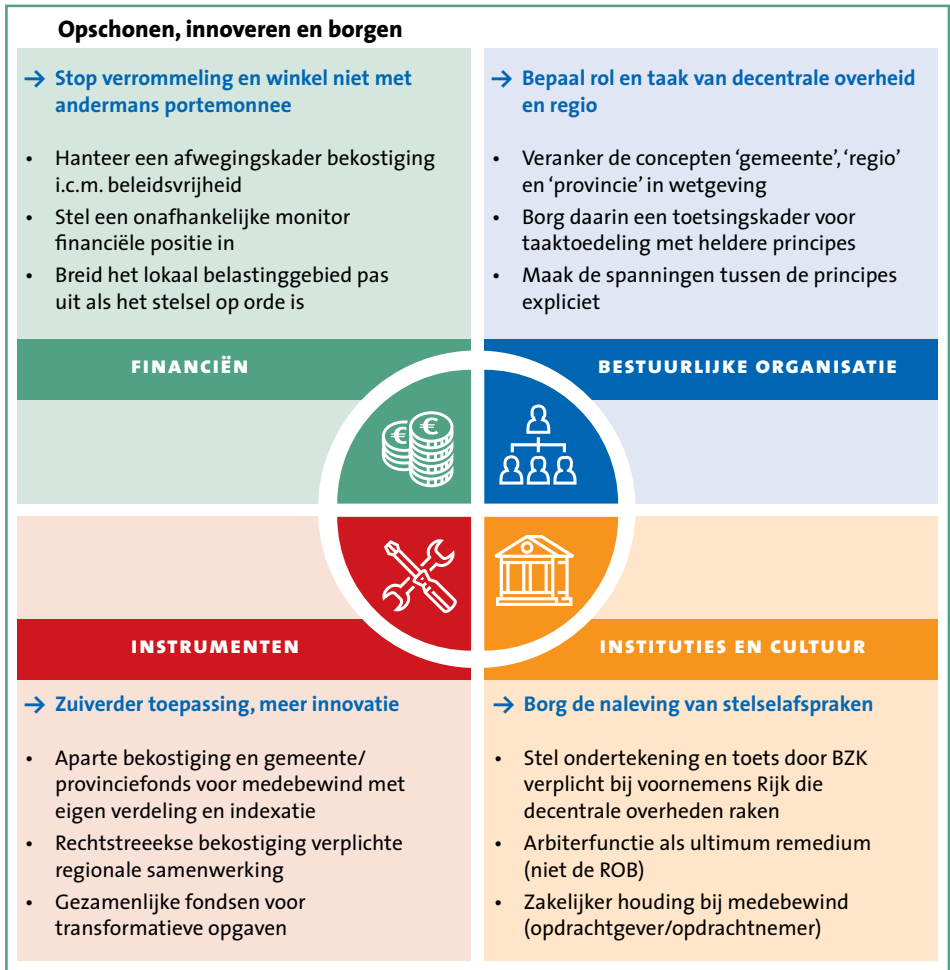 Opschonen, innoveren en borgen
→ Stop verrommeling en winkel niet met
andermans portemonnee
• Hanteer een afwegingskader bekostiging
i.c.m. beleidsvrijheid
• Stel een onafhankelijke monitor
financiële positie in
• Breid het lokaal belastinggebied pas
uit als het stelsel op orde is
FINANCIËN
→ Bepaal rol en taak van decentrale overheid
en regio
• Veranker de concepten ‘gemeente’, ‘regio’
en ‘provincie’ in wetgeving
• Borg daarin een toetsingskader voor
taaktoedeling met heldere principes
• Maak de spanningen tussen de principes
expliciet
BESTUURLIJKE ORGANISATIE
€ €
INSTRUMENTEN
→ Zuiverder toepassing, meer innovatie
• Aparte bekostiging en gemeente/
provinciefonds voor medebewind met
eigen verdeling en indexatie
• Rechtstreeekse bekostiging verplichte
regionale samenwerking
• Gezamenlijke fondsen voor
transformatieve opgaven
INSTITUTIES EN CULTUUR
→ Borg de naleving van stelselafspraken
• Stel ondertekening en toets door BZK
verplicht bij voornemens Rijk die
decentrale overheden raken
• Arbiterfunctie als ultimum remedium
(niet de ROB)
• Zakelijker houding bij medebewind
(opdrachtgever/opdrachtnemer)